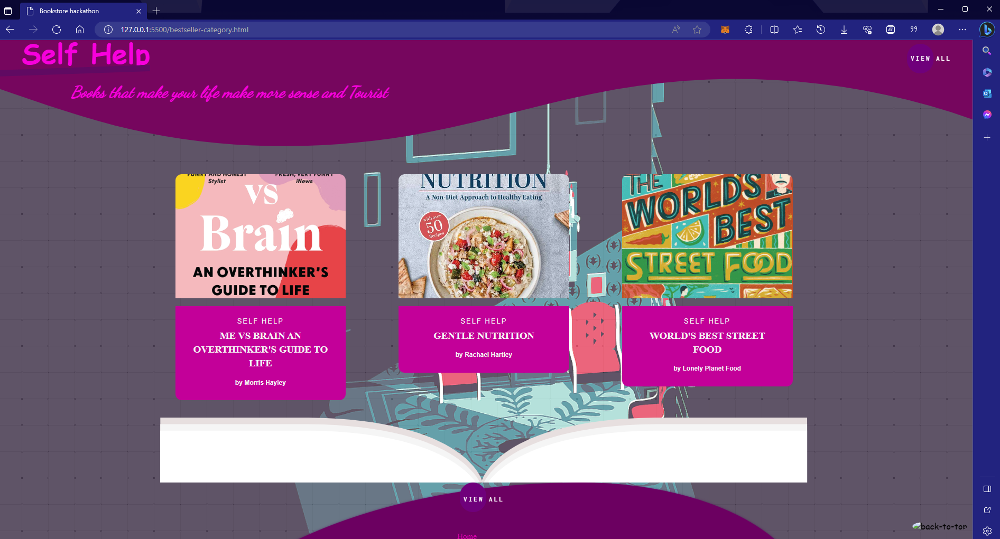 Bookstore hackathon
127.0.0.1:5500/bestseller-category.html
Self Help
VIEW ALL
Books that make your life make more sense and Tourist
FUNNY AND HONEST
Stylist
FRESH, VERY FUNNY
iNews
VS
Brain
AN OVERTHINKER'S
GUIDE TO LIFE
NUTRITION
A Non-Diet Approach to Healthy Eating
with over
50
Recipes
THE
WORLD'S
BEST
STREET FOOD
SELF HELP
ME VS BRAIN AN
OVERTHINKER'S GUIDE TO
LIFE
by Morris Hayley
SELF HELP
GENTLE NUTRITION
by Rachael Hartley
SELF HELP
WORLD'S BEST STREET
FOOD
by Lonely Planet Food
VIEW ALL
back-to-top
Home